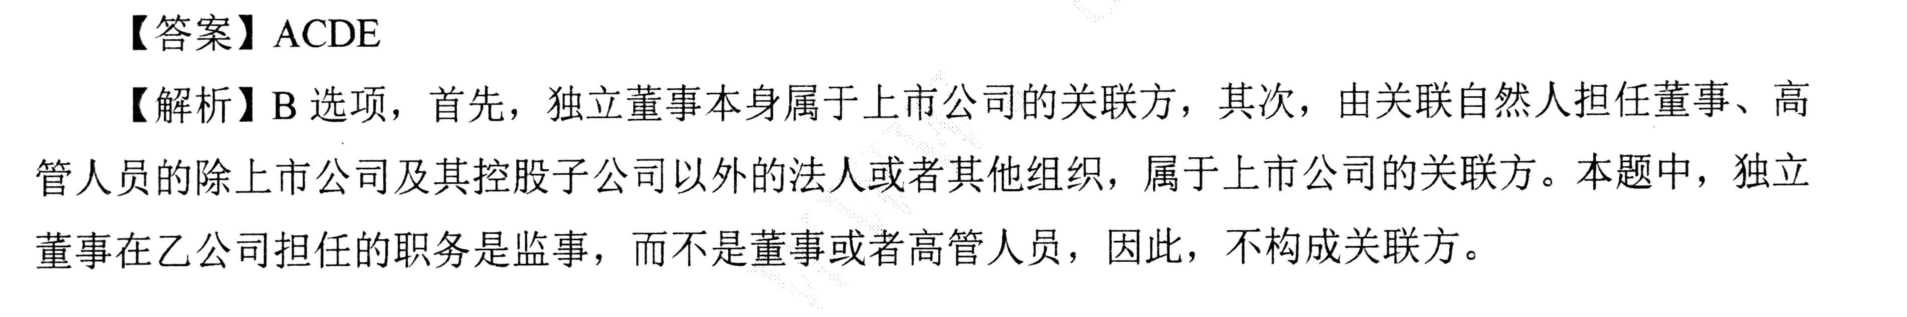 【答案】ACDE
【解析】B 选项，首先，独立董事本身属于上市公司的关联方，其次，由关联自然人担任董事、高
管人员的除上市公司及其控股子公司以外的法人或者其他组织，属于上市公司的关联方。本题中，独立
董事在乙公司担任的职务是监事，而不是董事或者高管人员，因此，不构成关联方。